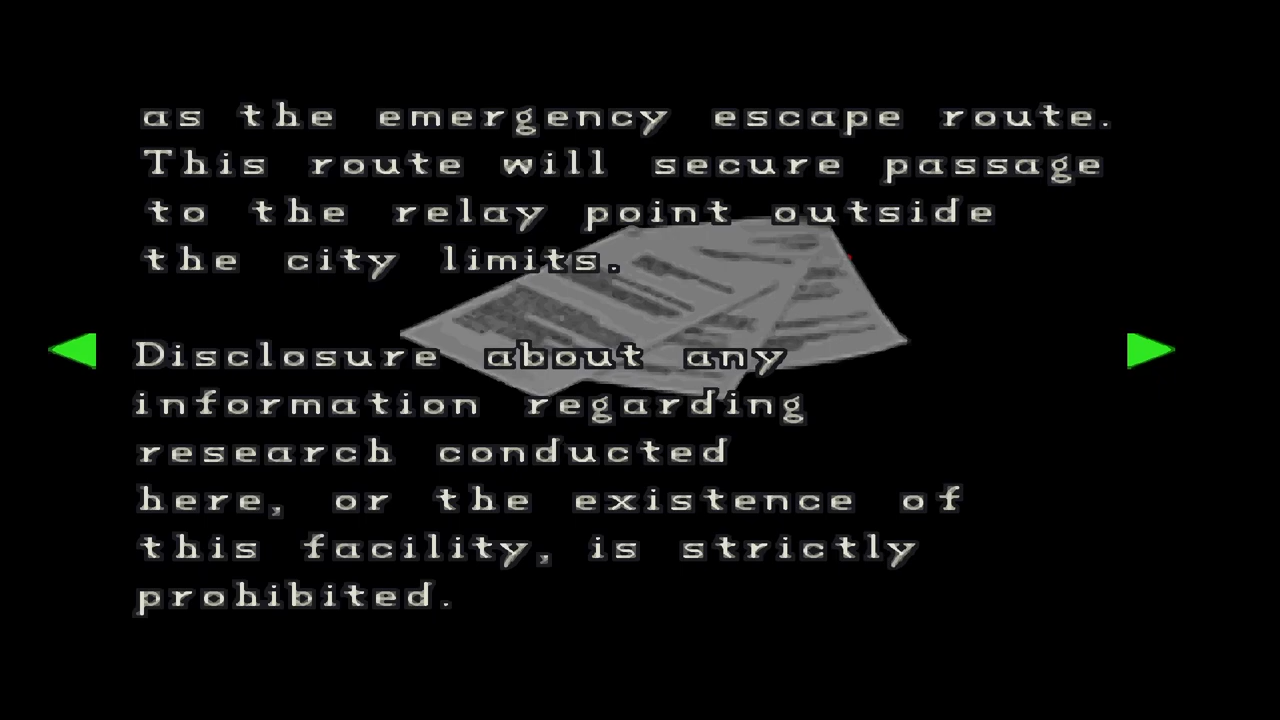 as the emergency escape route.
This route will secure passage
to the relay point outside
the city limits.
Disclosure about any
information regarding
research conducted
here, or the existence of
this facility, is strictly
prohibited.